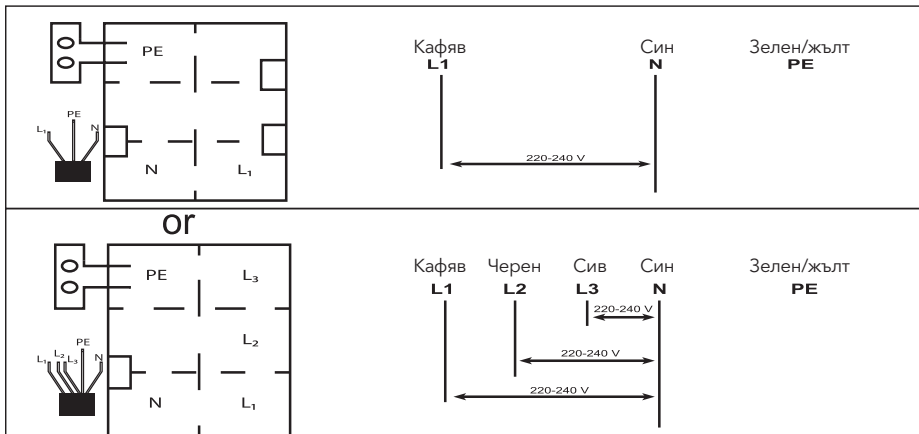 Кафяв Син Зелен/жълт
L1 N PE
PE
PE
L₁ N
220-240 V
N L₁
or
Кафяв Черен Сив Син Зелен/жълт
L1 L2 L3 N PE
PE L₃
220-240 V
L₂
PE
L₁ L₂ L₃ N
220-240 V
220-240 V
N L₁